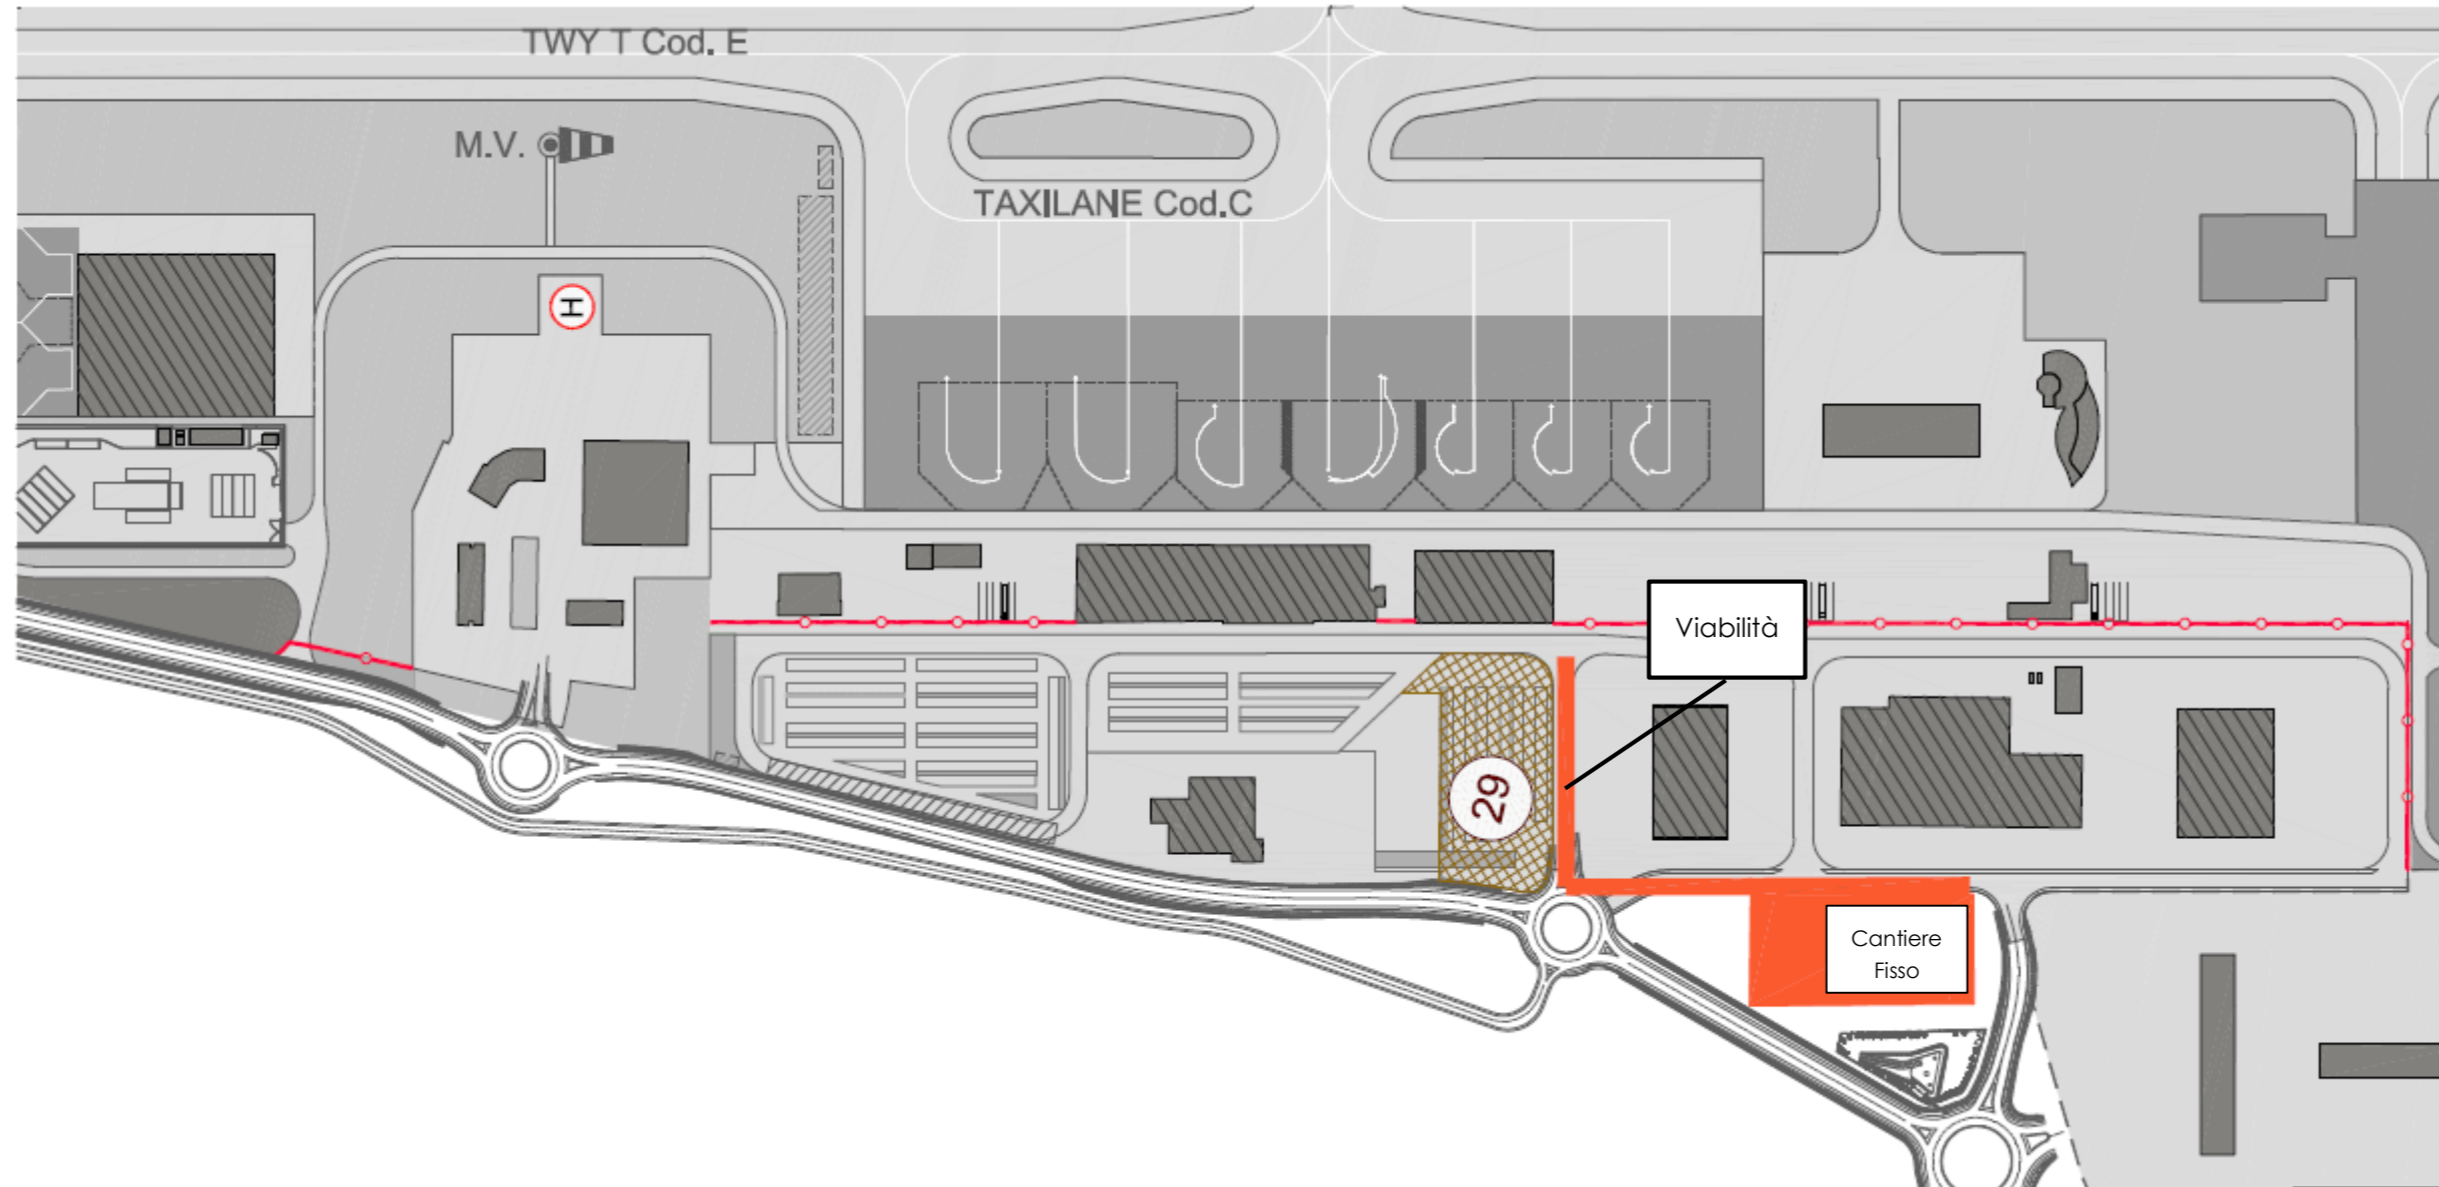 TWY T Cod. E
M.V.
TAXILANE Cod.C
H
Viabilità
29
Cantiere
Fisso